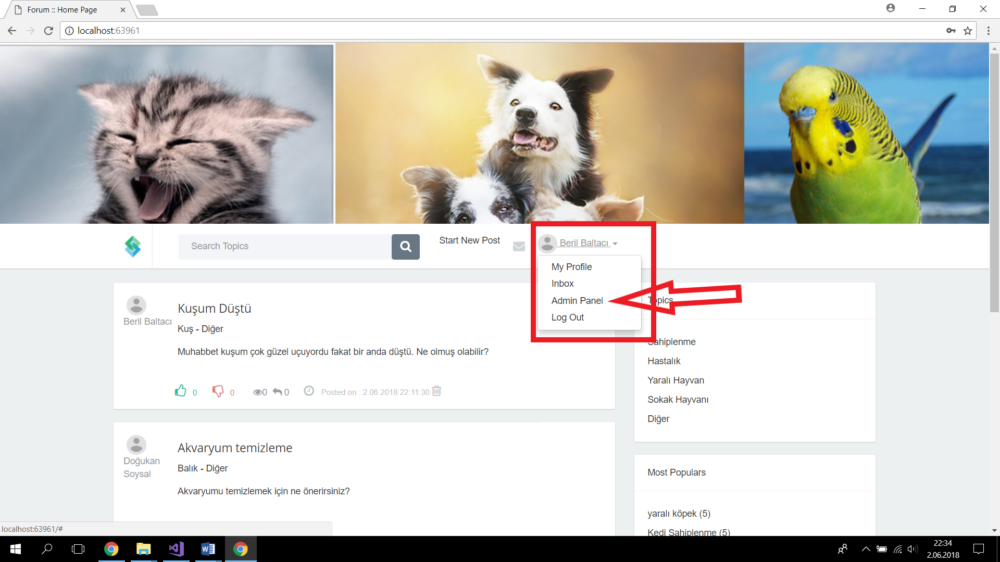 Forum :: Home Page
localhost:63961
Search Topics
Start New Post
Beril Baltacı
My Profile
Inbox
Admin Panel
Log Out
Beril Baltacı
Kuşum Düştü
Kuş - Diğer
Muhabbet kuşum çok güzel uçuyordu fakat bir anda düştü. Ne olmuş olabilir?
0 0 0 0 Posted on : 2.06.2018 22:11:30
Topics
Sahiplenme
Hastalık
Yaralı Hayvan
Sokak Hayvanı
Diğer
Doğukan
Soysal
Akvaryum temizleme
Balık - Diğer
Akvaryumu temizlemek için ne önerirsiniz?
Most Populars
yaralı köpek (5)
Kedi Sahiplenme (5)
localhost:63961/#
22:34
2.06.2018